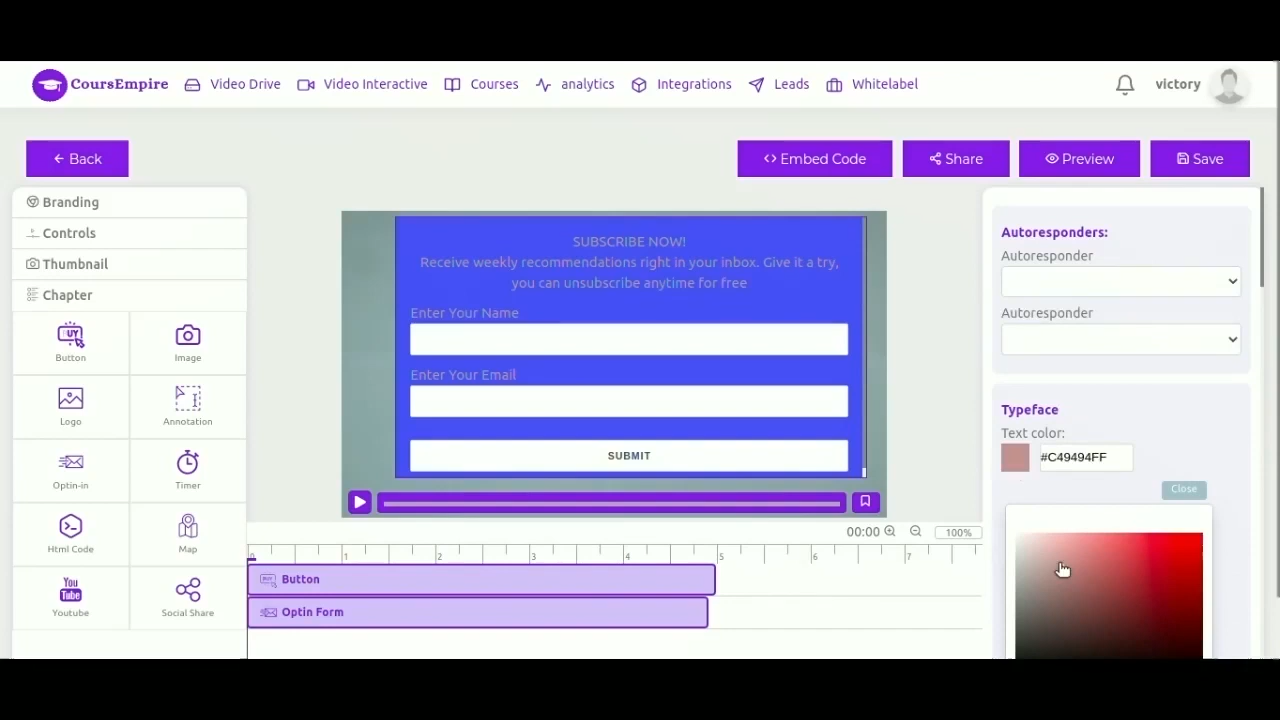 CoursEmpire Video Drive Video Interactive Courses analytics Integrations Leads Whitelabel victory
Back
Embed Code
Share
Preview
Save
Branding
Controls
Thumbnail
Chapter
Button
Image
Logo
Annotation
Optin-in
Timer
Html Code
Map
Youtube
Social Share
SUBSCRIBE NOW!
Receive weekly recommendations right in your inbox. Give it a try,
you can unsubscribe anytime for free
Enter Your Name
Enter Your Email
SUBMIT
00:00 100%
0 1 2 3 4 5 6 7
BUY Button
Optin Form
Autoresponders:
Autoresponder
Autoresponder
Typeface
Text color:
#C49494FF
Close